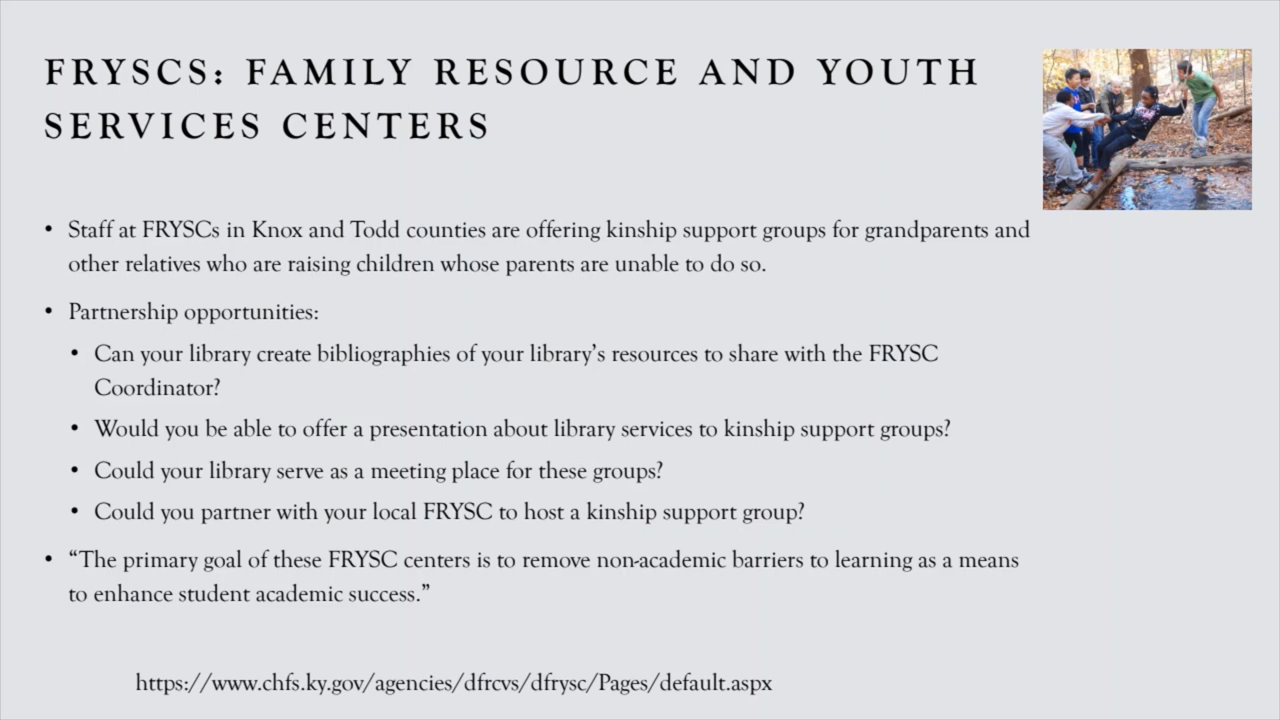 FRYSCS: FAMILY RESOURCE AND YOUTH
SERVICES CENTERS
• Staff at FRYSCs in Knox and Todd counties are offering kinship support groups for grandparents and
other relatives who are raising children whose parents are unable to do so.
• Partnership opportunities:
• Can your library create bibliographies of your library’s resources to share with the FRYSC
Coordinator?
• Would you be able to offer a presentation about library services to kinship support groups?
• Could your library serve as a meeting place for these groups?
• Could you partner with your local FRYSC to host a kinship support group?
• “The primary goal of these FRYSC centers is to remove non-academic barriers to learning as a means
to enhance student academic success.”
https://www.chfs.ky.gov/agencies/dfrcvs/dfrysc/Pages/default.aspx